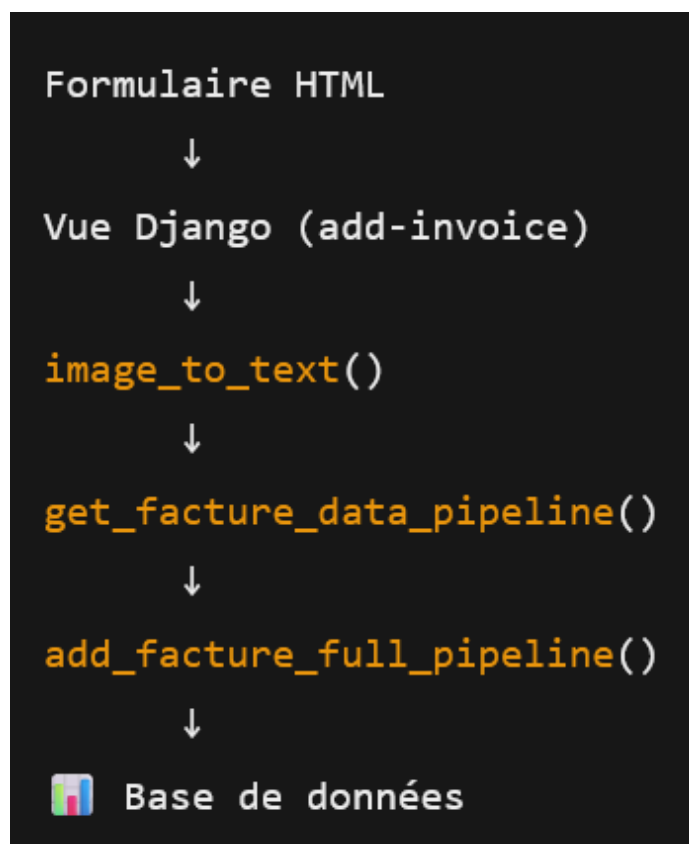 Formulaire HTML
↓
Vue Django (add-invoice)
↓
image_to_text()
↓
get_facture_data_pipeline()
↓
add_facture_full_pipeline()
↓
📊 Base de données